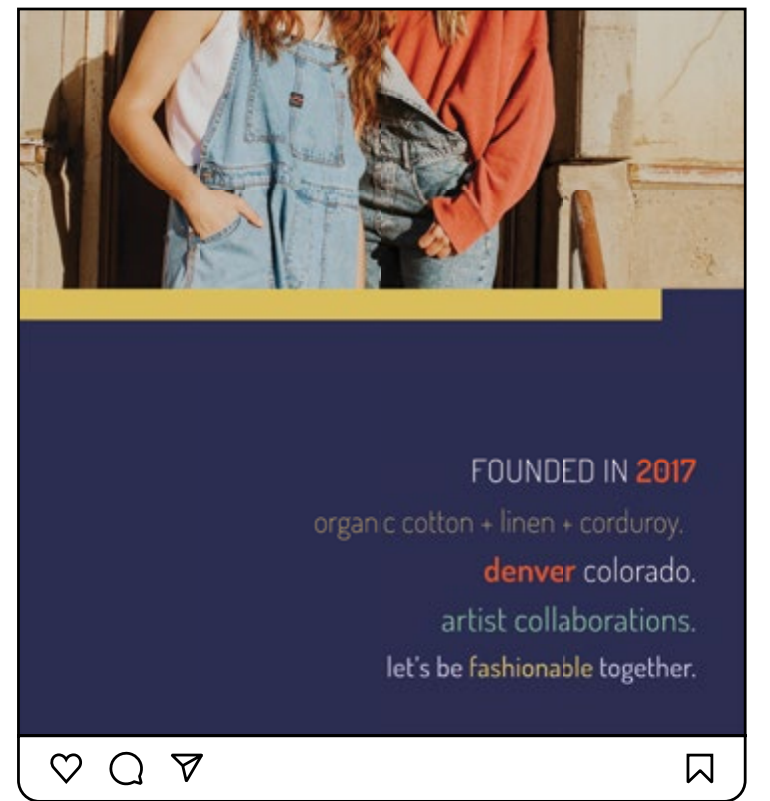 FOUNDED IN 2017
organ c cotton + linen + corduroy.
denver colorado.
artist collaborations.
let's be fashionable together.